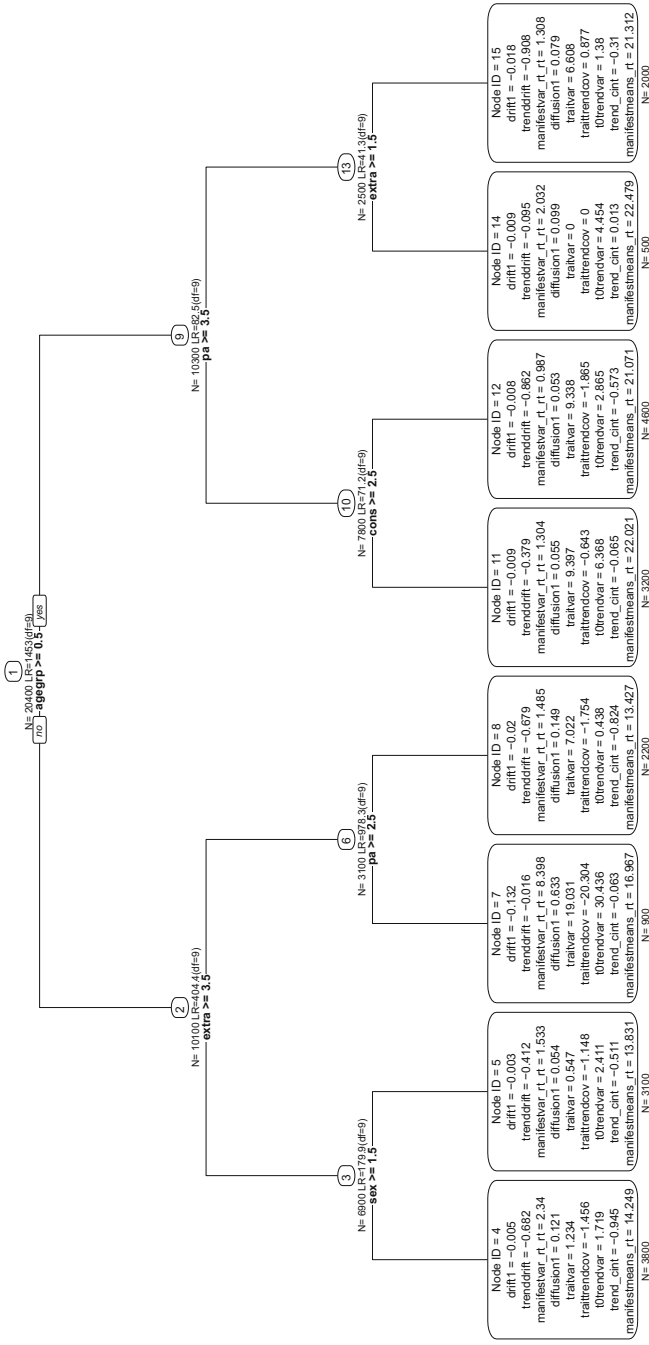 1
N= 20400 LR=1453(df=9)
no agegrp >= 0.5 yes
2
N= 10100 LR=404.4(df=9)
extra >= 3.5
9
N= 10300 LR=82.5(df=9)
pa >= 3.5
3
N= 6900 LR=179.9(df=9)
sex >= 1.5
6
N= 3100 LR=978.3(df=9)
pa >= 2.5
10
N= 7800 LR=71.2(df=9)
cons >= 2.5
13
N= 2500 LR=41.3(df=9)
extra >= 1.5
Node ID = 4
drift1 = −0.005
trenddrift = −0.682
manifestvar_rt_rt = 2.34
diffusion1 = 0.121
traitvar = 1.234
traittrendcov = −1.456
t0trendvar = 1.719
trend_cint = −0.945
manifestmeans_rt = 14.249
N= 3800
Node ID = 5
drift1 = −0.003
trenddrift = −0.412
manifestvar_rt_rt = 1.533
diffusion1 = 0.054
traitvar = 0.547
traittrendcov = −1.148
t0trendvar = 2.411
trend_cint = −0.511
manifestmeans_rt = 13.831
N= 3100
Node ID = 7
drift1 = −0.132
trenddrift = −0.016
manifestvar_rt_rt = 8.398
diffusion1 = 0.633
traitvar = 19.031
traittrendcov = −20.304
t0trendvar = 30.436
trend_cint = −0.063
manifestmeans_rt = 16.967
N= 900
Node ID = 8
drift1 = −0.02
trenddrift = −0.679
manifestvar_rt_rt = 1.485
diffusion1 = 0.149
traitvar = 7.022
traittrendcov = −1.754
t0trendvar = 0.438
trend_cint = −0.824
manifestmeans_rt = 13.427
N= 2200
Node ID = 11
drift1 = −0.009
trenddrift = −0.379
manifestvar_rt_rt = 1.304
diffusion1 = 0.055
traitvar = 9.397
traittrendcov = −0.643
t0trendvar = 6.368
trend_cint = −0.065
manifestmeans_rt = 22.021
N= 3200
Node ID = 12
drift1 = −0.008
trenddrift = −0.862
manifestvar_rt_rt = 0.987
diffusion1 = 0.053
traitvar = 9.338
traittrendcov = −1.865
t0trendvar = 2.865
trend_cint = −0.573
manifestmeans_rt = 21.071
N= 4600
Node ID = 14
drift1 = −0.009
trenddrift = −0.095
manifestvar_rt_rt = 2.032
diffusion1 = 0.099
traitvar = 0
traittrendcov = 0
t0trendvar = 4.454
trend_cint = 0.013
manifestmeans_rt = 22.479
N= 500
Node ID = 15
drift1 = −0.018
trenddrift = −0.908
manifestvar_rt_rt = 1.308
diffusion1 = 0.079
traitvar = 6.608
traittrendcov = 0.877
t0trendvar = 1.38
trend_cint = −0.31
manifestmeans_rt = 21.312
N= 2000